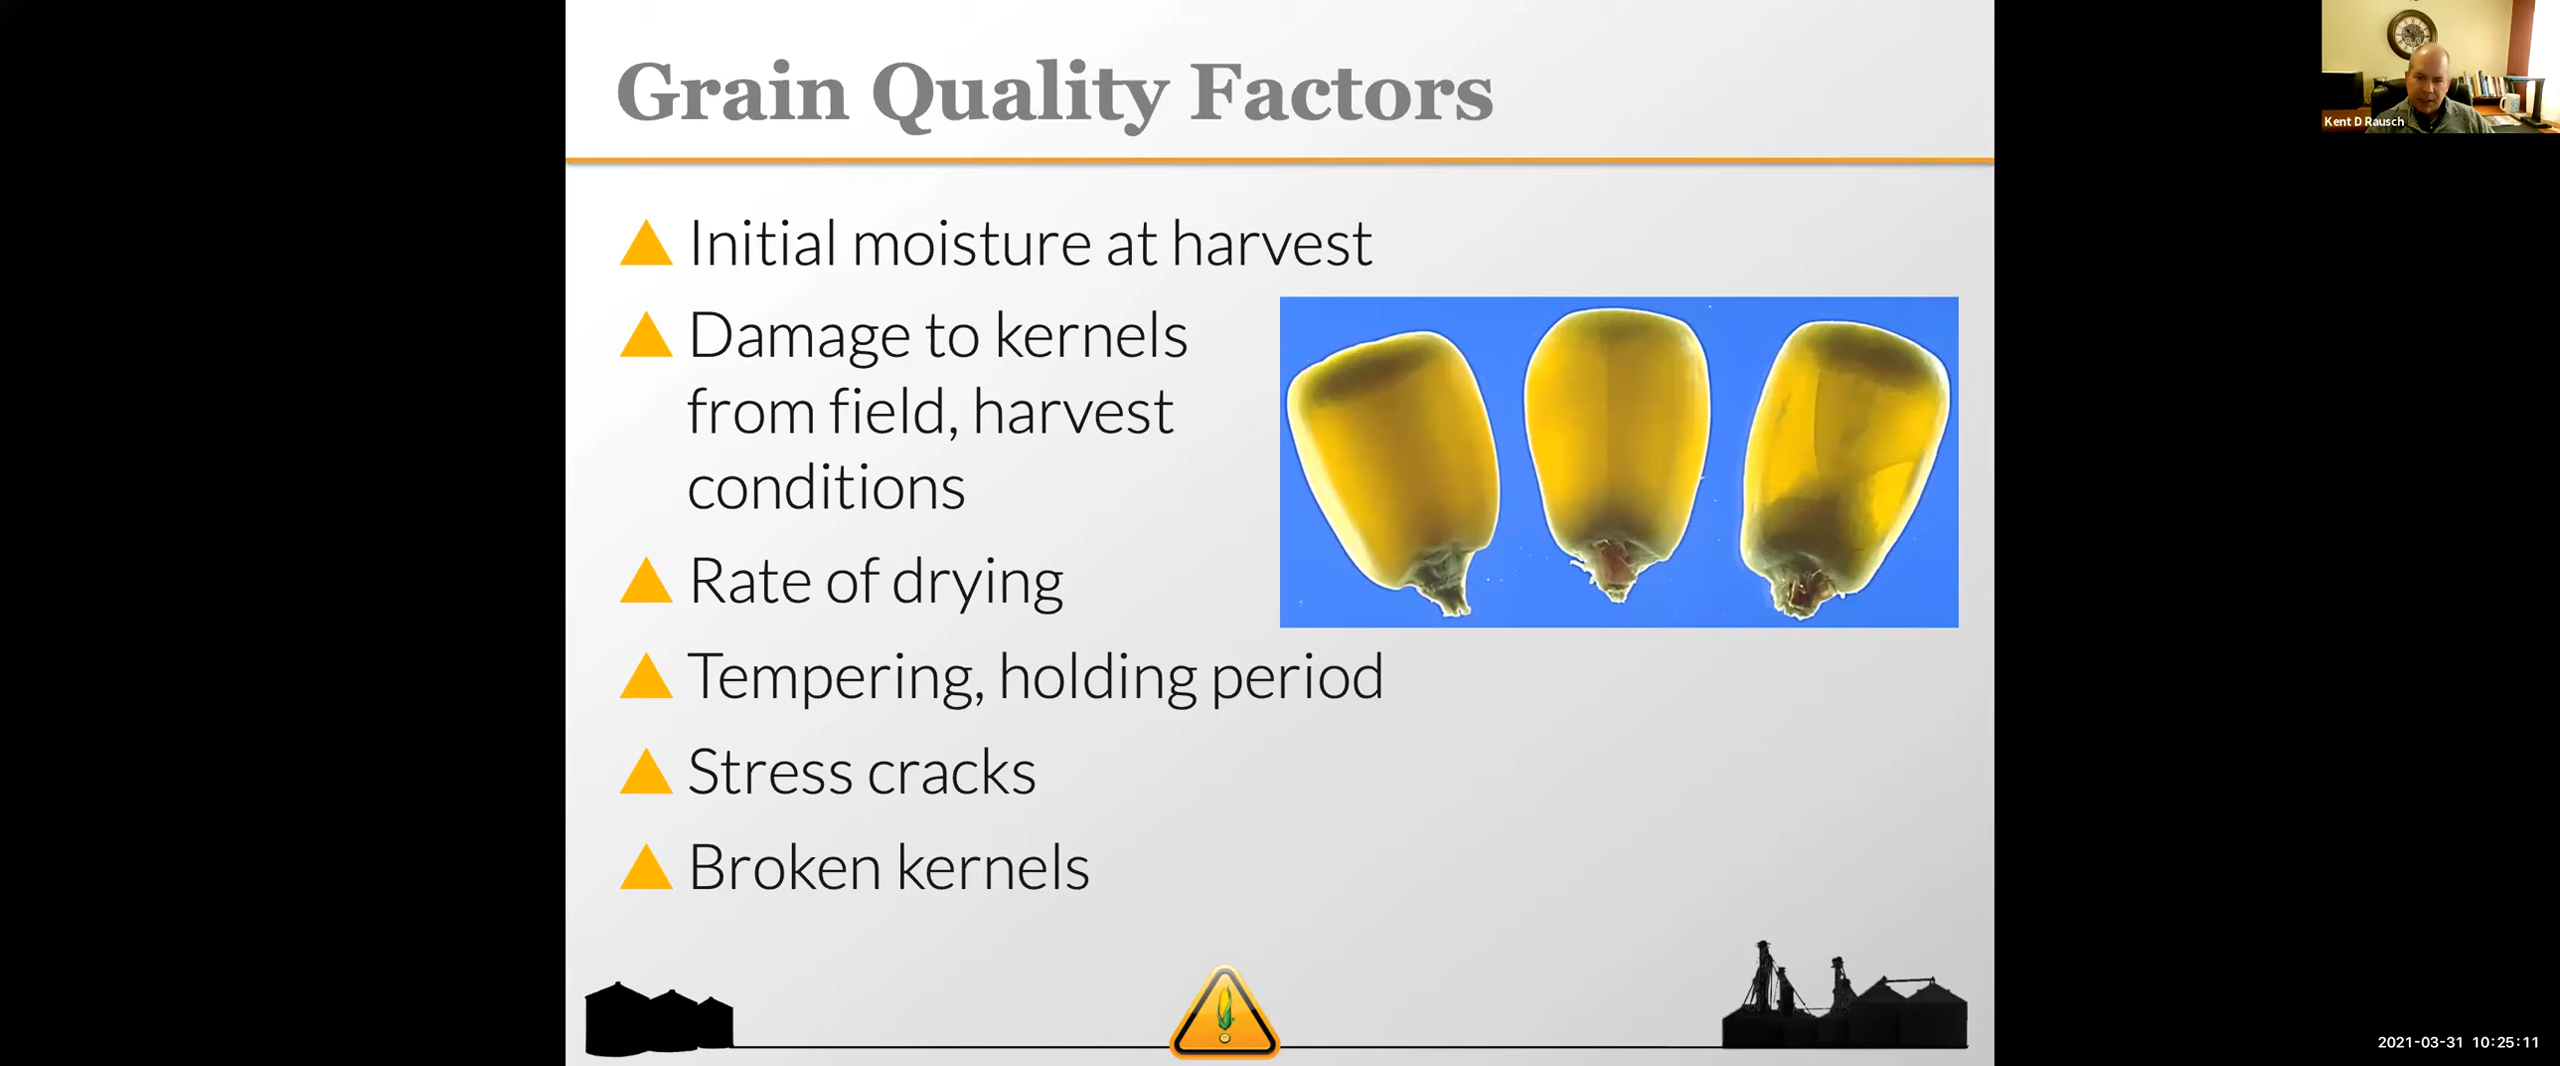 Grain Quality Factors
Kent D Rausch
Initial moisture at harvest
Damage to kernels
from field, harvest
conditions
Rate of drying
Tempering, holding period
Stress cracks
Broken kernels
2021-03-31 10:25:11